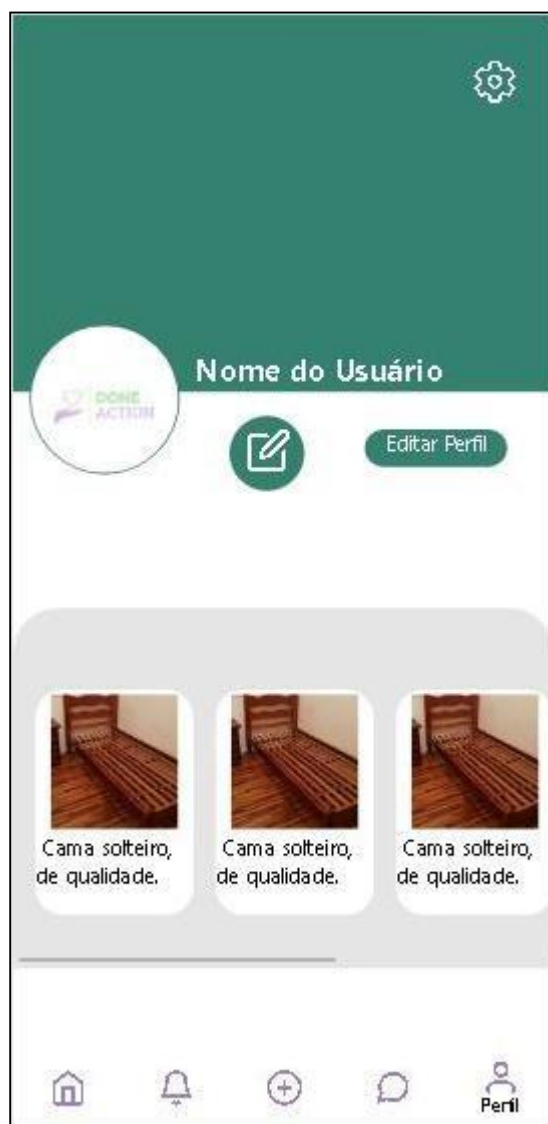 Nome do Usuário
DONE
ACTION
Editar Perfil
Cama solteiro,
de qualidade.
Cama solteiro,
de qualidade.
Cama solteiro,
de qualidade.
Perfil